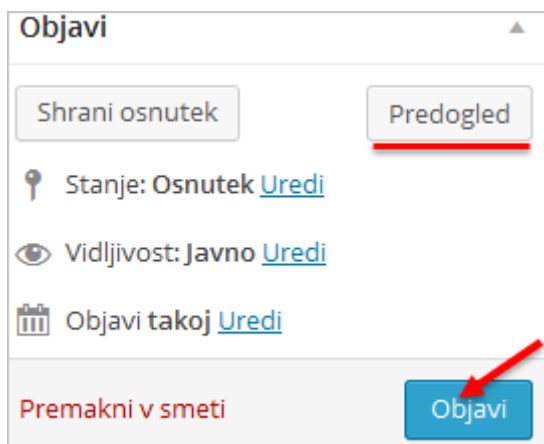 Objavi
Shrani osnutek Predogled
Stanje: Osnutek Uredi
Vidljivost: Javno Uredi
Objavi takoj Uredi
Premakni v smeti Objavi